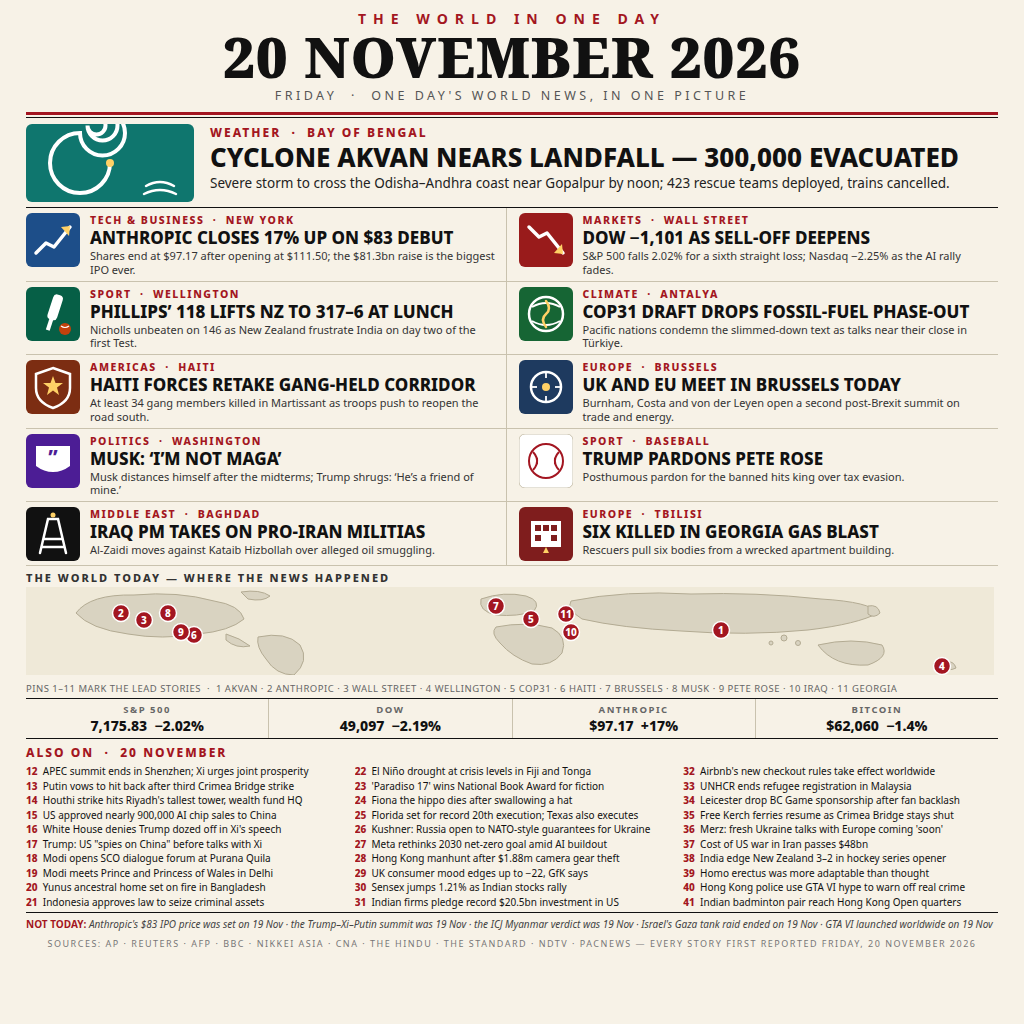 THE WORLD IN ONE DAY
20 NOVEMBER 2026
FRIDAY · ONE DAY'S WORLD NEWS, IN ONE PICTURE
WEATHER · BAY OF BENGAL
CYCLONE AKVAN NEARS LANDFALL — 300,000 EVACUATED
Severe storm to cross the Odisha–Andhra coast near Gopalpur by noon; 423 rescue teams deployed, trains cancelled.
TECH & BUSINESS · NEW YORK
ANTHROPIC CLOSES 17% UP ON $83 DEBUT
Shares end at $97.17 after opening at $111.50; the $81.3bn raise is the biggest
IPO ever.
MARKETS · WALL STREET
DOW −1,101 AS SELL-OFF DEEPENS
S&P 500 falls 2.02% for a sixth straight loss; Nasdaq −2.25% as the AI rally
fades.
SPORT · WELLINGTON
PHILLIPS’ 118 LIFTS NZ TO 317–6 AT LUNCH
Nicholls unbeaten on 146 as New Zealand frustrate India on day two of the
first Test.
CLIMATE · ANTALYA
COP31 DRAFT DROPS FOSSIL-FUEL PHASE-OUT
Pacific nations condemn the slimmed-down text as talks near their close in
Türkiye.
AMERICAS · HAITI
HAITI FORCES RETAKE GANG-HELD CORRIDOR
At least 34 gang members killed in Martissant as troops push to reopen the
road south.
EUROPE · BRUSSELS
UK AND EU MEET IN BRUSSELS TODAY
Burnham, Costa and von der Leyen open a second post-Brexit summit on
trade and energy.
POLITICS · WASHINGTON
MUSK: ‘I’M NOT MAGA’
Musk distances himself after the midterms; Trump shrugs: ‘He’s a friend of
mine.’
”
SPORT · BASEBALL
TRUMP PARDONS PETE ROSE
Posthumous pardon for the banned hits king over tax evasion.
MIDDLE EAST · BAGHDAD
IRAQ PM TAKES ON PRO-IRAN MILITIAS
Al-Zaidi moves against Kataib Hizbollah over alleged oil smuggling.
EUROPE · TBILISI
SIX KILLED IN GEORGIA GAS BLAST
Rescuers pull six bodies from a wrecked apartment building.
THE WORLD TODAY — WHERE THE NEWS HAPPENED
2
3
8
9
6
7
5
11
10
1
4
PINS 1–11 MARK THE LEAD STORIES · 1 AKVAN · 2 ANTHROPIC · 3 WALL STREET · 4 WELLINGTON · 5 COP31 · 6 HAITI · 7 BRUSSELS · 8 MUSK · 9 PETE ROSE · 10 IRAQ · 11 GEORGIA
S&P 500
7,175.83 −2.02%
DOW
49,097 −2.19%
ANTHROPIC
$97.17 +17%
BITCOIN
$62,060 −1.4%
ALSO ON · 20 NOVEMBER
12 APEC summit ends in Shenzhen; Xi urges joint prosperity
13 Putin vows to hit back after third Crimea Bridge strike
14 Houthi strike hits Riyadh's tallest tower, wealth fund HQ
15 US approved nearly 900,000 AI chip sales to China
16 White House denies Trump dozed off in Xi's speech
17 Trump: US "spies on China" before talks with Xi
18 Modi opens SCO dialogue forum at Purana Quila
19 Modi meets Prince and Princess of Wales in Delhi
20 Yunus ancestral home set on fire in Bangladesh
21 Indonesia approves law to seize criminal assets
22 El Niño drought at crisis levels in Fiji and Tonga
23 'Paradiso 17' wins National Book Award for fiction
24 Fiona the hippo dies after swallowing a hat
25 Florida set for record 20th execution; Texas also executes
26 Kushner: Russia open to NATO-style guarantees for Ukraine
27 Meta rethinks 2030 net-zero goal amid AI buildout
28 Hong Kong manhunt after $1.88m camera gear theft
29 UK consumer mood edges up to −22, GfK says
30 Sensex jumps 1.21% as Indian stocks rally
31 Indian firms pledge record $20.5bn investment in US
32 Airbnb's new checkout rules take effect worldwide
33 UNHCR ends refugee registration in Malaysia
34 Leicester drop BC Game sponsorship after fan backlash
35 Free Kerch ferries resume as Crimea Bridge stays shut
36 Merz: fresh Ukraine talks with Europe coming 'soon'
37 Cost of US war in Iran passes $48bn
38 India edge New Zealand 3–2 in hockey series opener
39 Homo erectus was more adaptable than thought
40 Hong Kong police use GTA VI hype to warn off real crime
41 Indian badminton pair reach Hong Kong Open quarters
NOT TODAY: Anthropic's $83 IPO price was set on 19 Nov · the Trump–Xi–Putin summit was 19 Nov · the ICJ Myanmar verdict was 19 Nov · Israel's Gaza tank raid ended on 19 Nov · GTA VI launched worldwide on 19 Nov
SOURCES: AP · REUTERS · AFP · BBC · NIKKEI ASIA · CNA · THE HINDU · THE STANDARD · NDTV · PACNEWS — EVERY STORY FIRST REPORTED FRIDAY, 20 NOVEMBER 2026